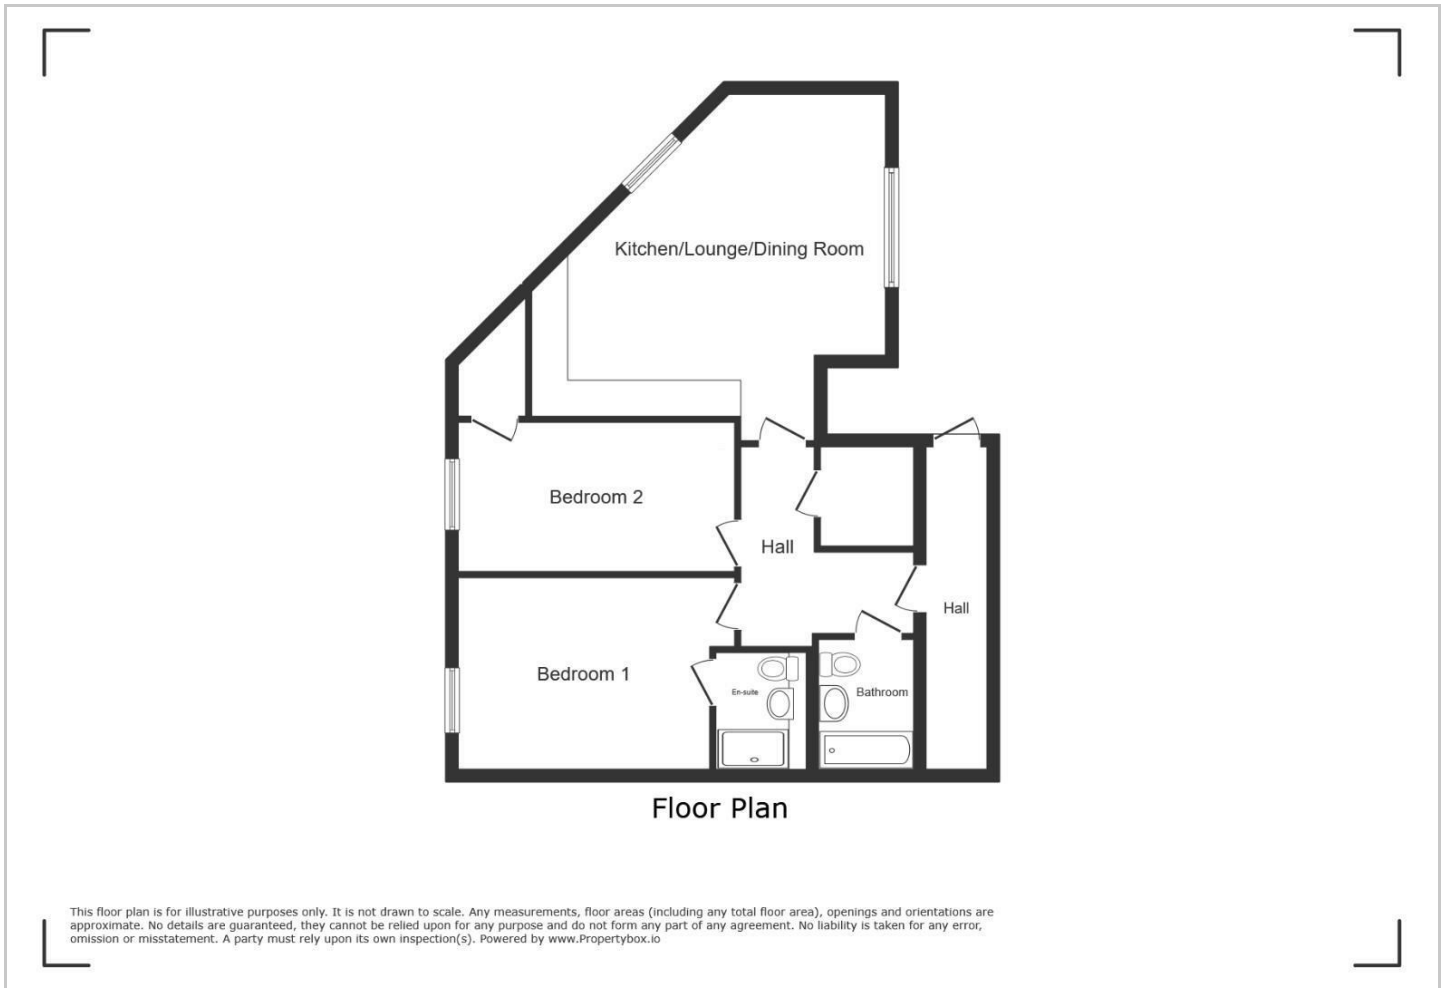 Kitchen/Lounge/Dining Room
Bedroom 2
Hall
Hall
Bedroom 1
En-suite
Bathroom
Floor Plan
This floor plan is for illustrative purposes only. It is not drawn to scale. Any measurements, floor areas (including any total floor area), openings and orientations are
approximate. No details are guaranteed, they cannot be relied upon for any purpose and do not form any part of any agreement. No liability is taken for any error,
omission or misstatement. A party must rely upon its own inspection(s). Powered by www.Propertybox.io